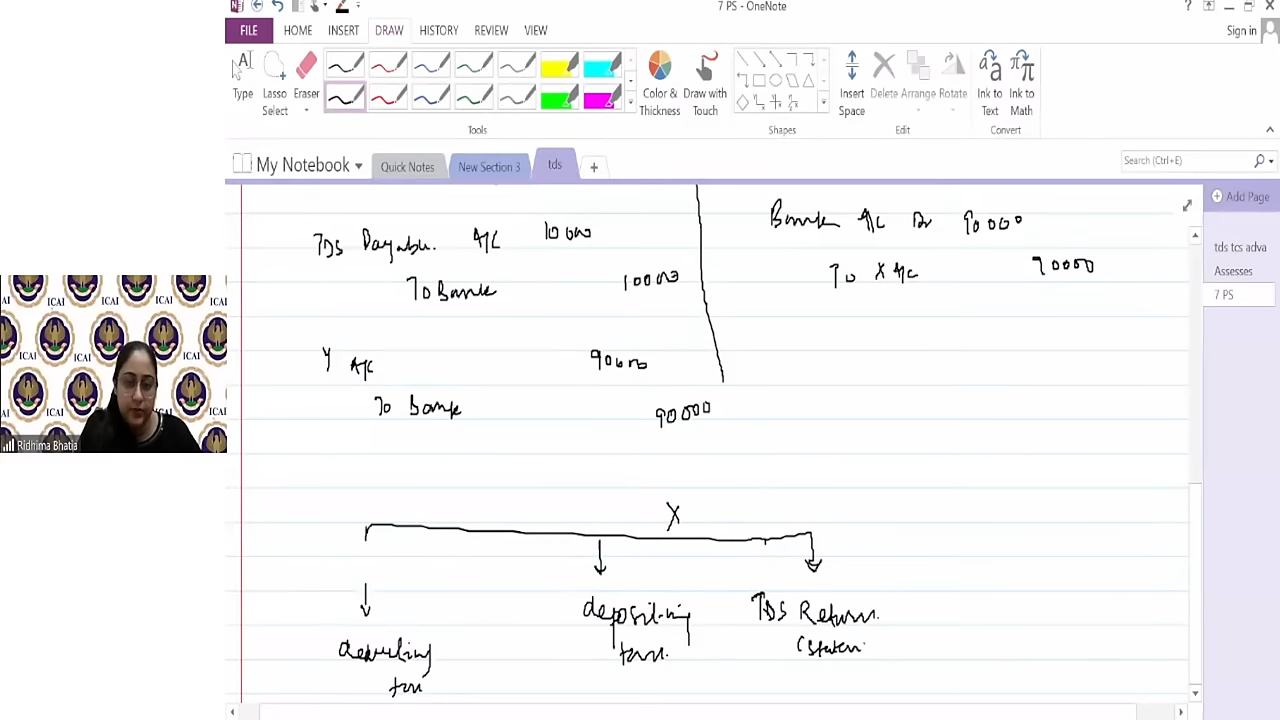 7 PS - OneNote
Sign in
FILE HOME INSERT DRAW HISTORY REVIEW VIEW
Type
Lasso Select
Eraser
Color & Thickness
Draw with Touch
Insert Space
Delete Arrange Rotate
Ink to Text
Ink to Math
Tools Shapes Edit Convert
My Notebook Quick Notes New Section 3 tds
Search (Ctrl+E)
Add Page
tds tcs adva
Assesses
7 PS
TDS Payable. A/C 10000
To Bank 10000
Bank A/C Dr 90000
To X A/C 90000
Y A/C 90000
To Bank 90000
X
deducting tax
depositing tax.
TDS Return.
(Statem
ICAI
Ridhima Bhatia